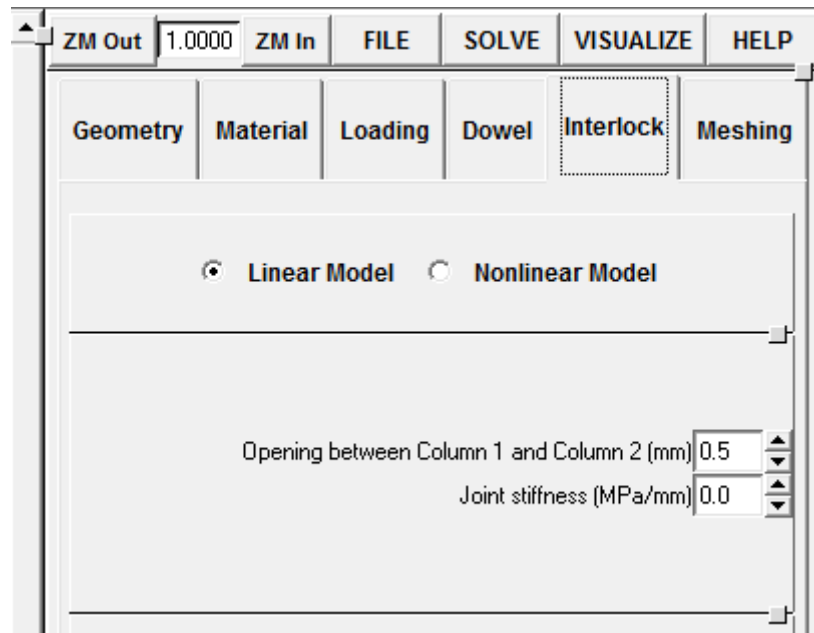 ZM Out 1.0000 ZM In FILE SOLVE VISUALIZE HELP
Geometry Material Loading Dowel Interlock Meshing
Linear Model Nonlinear Model
Opening between Column 1 and Column 2 (mm) 0.5
Joint stiffness (MPa/mm) 0.0